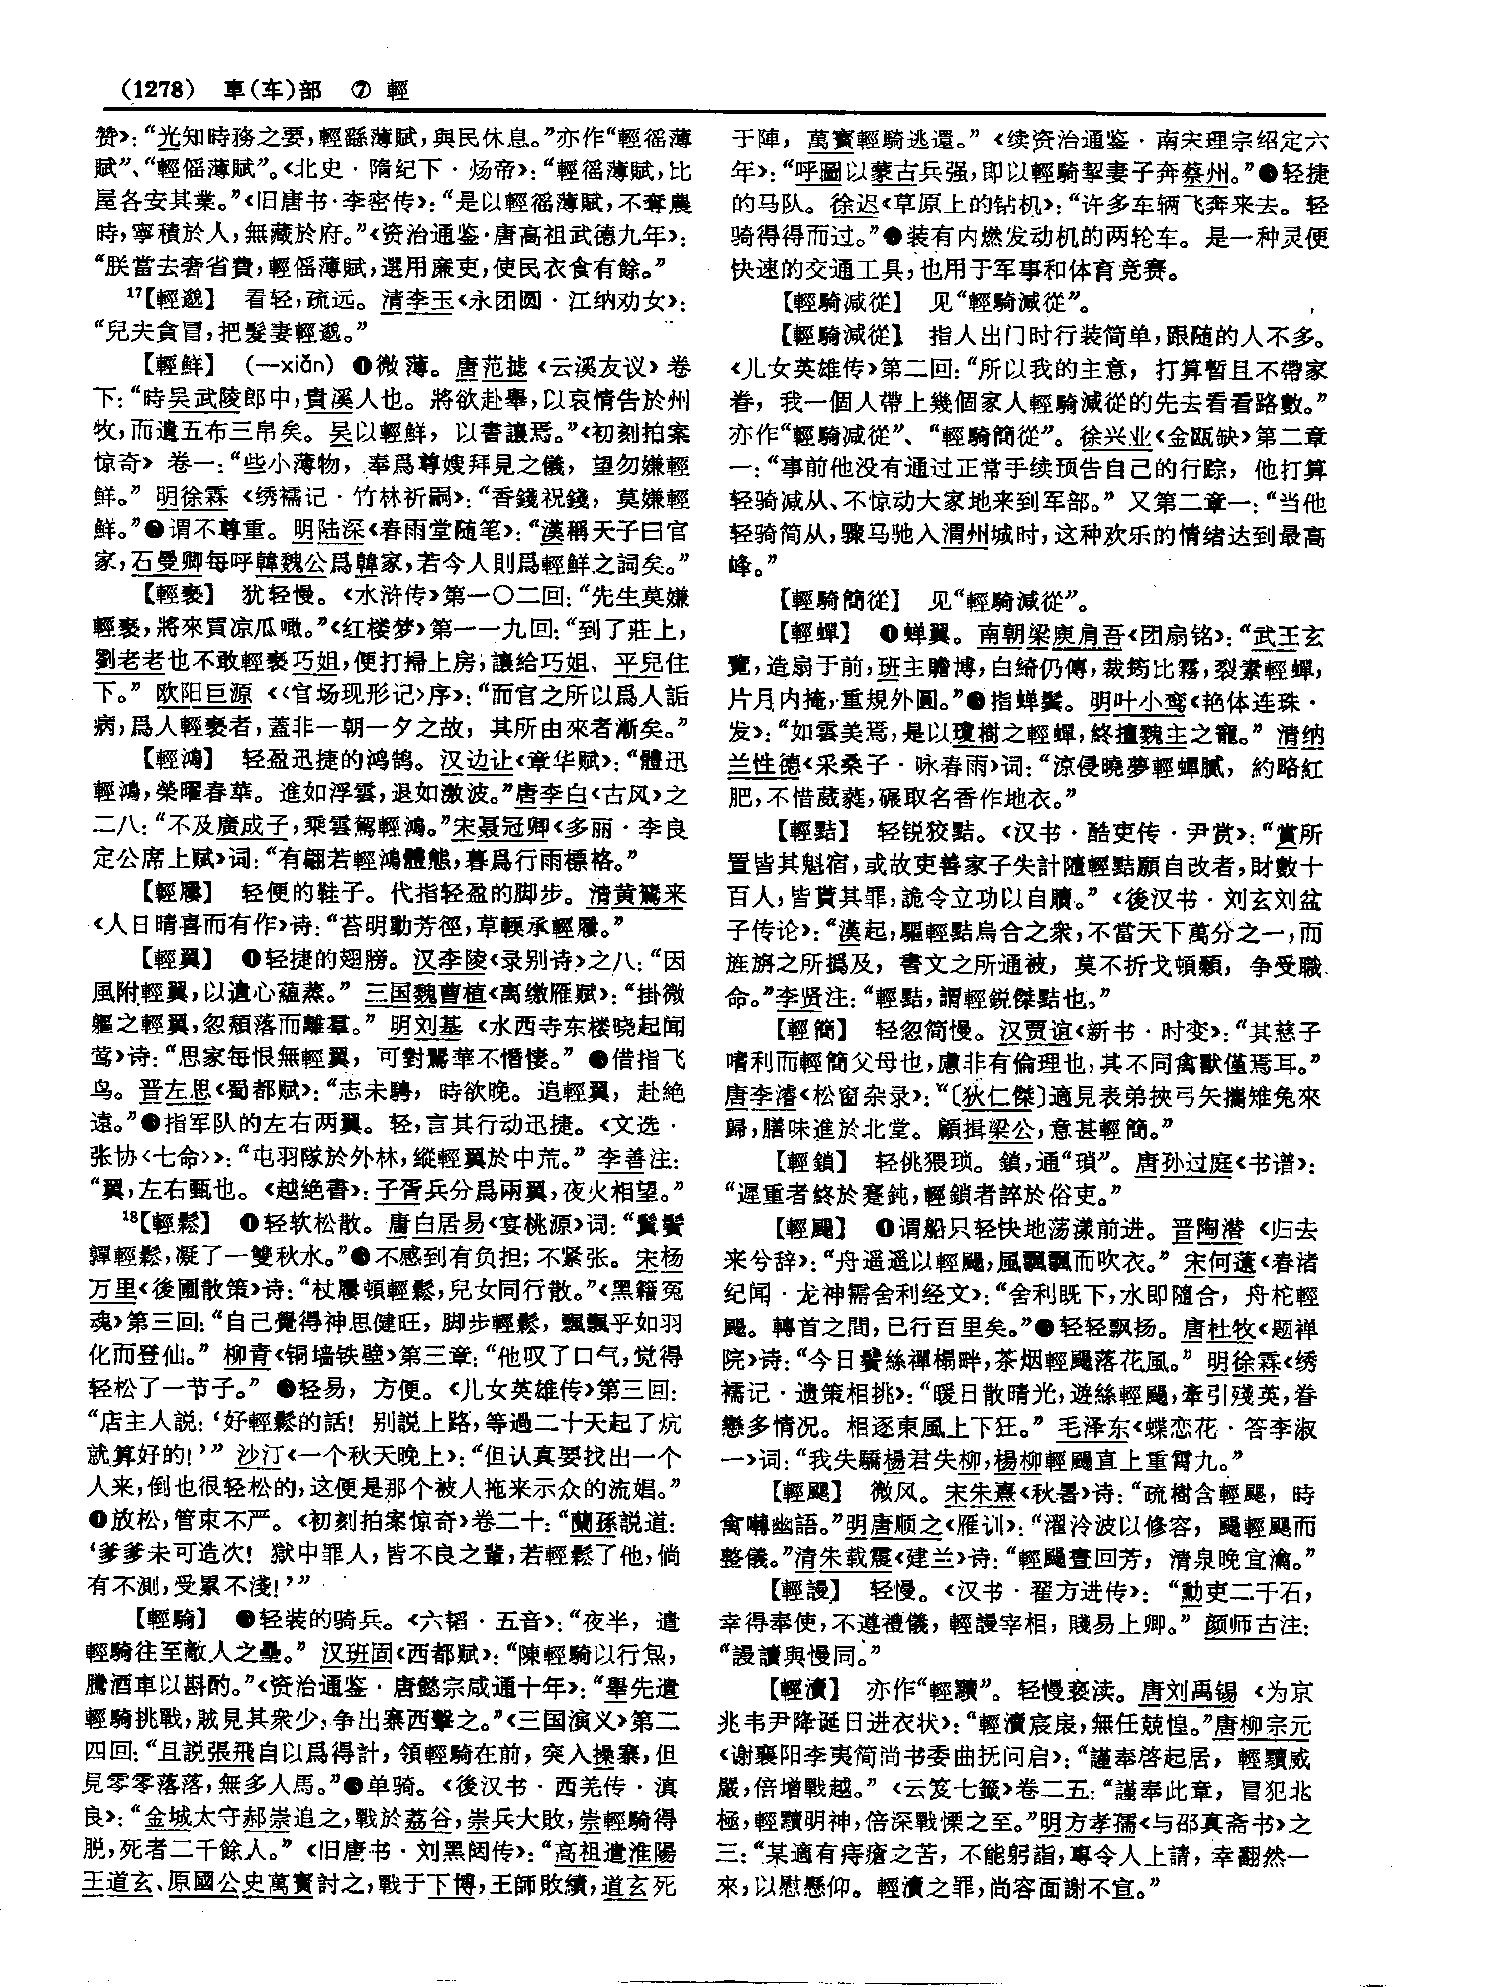 (1278) 車(车)部 ⑦ 輕
赞》：“光知時務之要，輕繇薄賦，與民休息。”亦作“輕徭薄
賦”、“輕傜薄賦”。《北史·隋纪下·炀帝》：“輕徭薄賦，比
屋各安其業。”《旧唐书·李密传》：“是以輕徭薄賦，不奪農
時，寧積於人，無藏於府。”《资治通鉴·唐高祖武德九年》：
“朕當去奢省費，輕傜薄賦，選用廉吏，使民衣食有餘。”
17【輕邈】 看轻，疏远。清李玉《永团圆·江纳劝女》：
“兒夫貪冒，把髮妻輕邈。”
【輕鮮】 (—xiǎn) ❶微薄。唐范摅《云溪友议》卷
下：“時吴武陵郎中，貴溪人也。將欲赴舉，以哀情告於州
牧，而遺五布三帛矣。吴以輕鮮，以書讓焉。”《初刻拍案
惊奇》卷一：“些小薄物，奉爲尊嫂拜見之儀，望勿嫌輕
鮮。”明徐霖《绣襦记·竹林祈嗣》：“香錢祝錢，莫嫌輕
鮮。”❷谓不尊重。明陆深《春雨堂随笔》：“漢稱天子曰官
家，石曼卿每呼韓魏公爲韓家，若今人則爲輕鮮之詞矣。”
【輕褻】 犹轻慢。《水浒传》第一〇二回：“先生莫嫌
輕褻，將來買凉瓜噉。”《红楼梦》第一一九回：“到了莊上，
劉老老也不敢輕褻巧姐，便打掃上房，讓給巧姐、平兒住
下。”欧阳巨源《〈官场现形记〉序》：“而官之所以爲人詬
病，爲人輕褻者，蓋非一朝一夕之故，其所由來者漸矣。”
【輕鴻】 轻盈迅捷的鸿鹄。汉边让《章华赋》：“體迅
輕鴻，榮曜春華。進如浮雲，退如激波。”唐李白《古风》之
二八：“不及廣成子，乘雲駕輕鴻。”宋聂冠卿《多丽·李良
定公席上赋》词：“有翩若輕鴻體態，暮爲行雨標格。”
【輕屨】 轻便的鞋子。代指轻盈的脚步。清黄鷟来
《人日晴喜而有作》诗：“苔明動芳徑，草輭承輕屨。”
【輕翼】 ❶轻捷的翅膀。汉李陵《录别诗》之八：“因
風附輕翼，以遺心蘊蒸。”三国魏曹植《离缴雁赋》：“掛微
軀之輕翼，忽頹落而離羣。”明刘基《水西寺东楼晓起闻
莺》诗：“思家每恨無輕翼，可對鶯華不惜悽。”❷借指飞
鸟。晋左思《蜀都赋》：“志未騁，時欲晚。追輕翼，赴絶
遠。”❸指军队的左右两翼。轻，言其行动迅捷。《文选·
张协〈七命〉》：“屯羽隊於外林，縱輕翼於中荒。”李善注：
“翼，左右甄也。《越絶書》：子胥兵分爲兩翼，夜火相望。”
18【輕鬆】 ❶轻软松散。唐白居易《宴桃源》词：“鬢鬟
嚲輕鬆，凝了一雙秋水。”❷不感到有负担；不紧张。宋杨
万里《後圃散策》诗：“杖屨頓輕鬆，兒女同行散。”《黑籍冤
魂》第三回：“自己覺得神思健旺，脚步輕鬆，飄飄乎如羽
化而登仙。”柳青《铜墙铁壁》第三章：“他叹了口气，觉得
轻松了一节子。”❸轻易，方便。《儿女英雄传》第三回：
“店主人説：‘好輕鬆的話！别説上路，等過二十天起了炕
就算好的！’”沙汀《一个秋天晚上》：“但认真要找出一个
人来，倒也很轻松的，这便是那个被人拖来示众的流娼。”
❹放松，管束不严。《初刻拍案惊奇》卷二十：“蘭孫説道：
‘爹爹未可造次！獄中罪人，皆不良之輩，若輕鬆了他，倘
有不測，受累不淺！’”
【輕騎】 ❶轻装的骑兵。《六韬·五音》：“夜半，遣
輕騎往至敵人之壘。”汉班固《西都赋》：“陳輕騎以行炰，
騰酒車以斟酌。”《资治通鉴·唐懿宗咸通十年》：“舉先遣
輕騎挑戰，賊見其衆少，争出寨西擊之。”《三国演义》第二
四回：“且説張飛自以爲得計，領輕騎在前，突入操寨，但
見零零落落，無多人馬。”❷单骑。《後汉书·西羌传·滇
良》：“金城太守郝崇追之，戰於荔谷，崇兵大敗，崇輕騎得
脱，死者二千餘人。”《旧唐书·刘黑闼传》：“高祖遣淮陽
王道玄、原國公史萬寶討之，戰于下博，王師敗績，道玄死
于陣，萬寶輕騎逃還。”《续资治通鉴·南宋理宗绍定六
年》：“呼圖以蒙古兵强，即以輕騎挈妻子奔蔡州。”❸轻捷
的马队。徐迟《草原上的钻机》：“许多车辆飞奔来去。轻
骑得得而过。”❹装有内燃发动机的两轮车。是一种灵便
快速的交通工具，也用于军事和体育竞赛。
【輕騎減從】 见“輕騎減從”。
【輕騎減從】 指人出门时行装简单，跟随的人不多。
《儿女英雄传》第二回：“所以我的主意，打算暫且不帶家
眷，我一個人帶上幾個家人輕騎減從的先去看看路數。”
亦作“輕騎减從”、“輕騎簡從”。徐兴业《金瓯缺》第二章
一：“事前他没有通过正常手续预告自己的行踪，他打算
轻骑减从、不惊动大家地来到军部。”又第二章一：“当他
轻骑简从，骤马驰入渭州城时，这种欢乐的情绪达到最高
峰。”
【輕騎簡從】 见“輕騎減從”。
【輕蟬】 ❶蝉翼。南朝梁庾肩吾《团扇铭》：“武王玄
覽，造扇于前，班主贍博，白綺仍傳，裁筠比霧，裂素輕蟬，
片月内掩，重規外圓。”❷指蝉鬓。明叶小鸾《艳体连珠·
发》：“如雲美焉，是以瓊樹之輕蟬，終擅魏主之寵。”清纳
兰性德《采桑子·咏春雨》词：“凉侵曉夢輕蟬膩，約略紅
肥，不惜葳蕤，碾取名香作地衣。”
【輕黠】 轻锐狡黠。《汉书·酷吏传·尹赏》：“賞所
置皆其魁宿，或故吏善家子失計隨輕黠願自改者，財數十
百人，皆貰其罪，詭令立功以自贖。”《後汉书·刘玄刘盆
子传论》：“漢起，驅輕黠烏合之衆，不當天下萬分之一，而
旌旃之所撝及，書文之所通被，莫不折戈頓顙，争受職
命。”李贤注：“輕黠，謂輕鋭傑黠也。”
【輕簡】 轻忽简慢。汉贾谊《新书·时变》：“其慈子
嗜利而輕簡父母也，慮非有倫理也，其不同禽獸僅焉耳。”
唐李濬《松窗杂录》：“〔狄仁傑〕適見表弟挾弓矢攜雉兔來
歸，膳味進於北堂。顧揖梁公，意甚輕簡。”
【輕鎖】 轻佻猥琐。鎖，通“瑣”。唐孙过庭《书谱》：
“遲重者終於蹇鈍，輕鎖者誶於俗吏。”
【輕颺】 ❶谓船只轻快地荡漾前进。晋陶潜《归去
来兮辞》：“舟遥遥以輕颺，風飄飄而吹衣。”宋何薳《春渚
纪闻·龙神需舍利经文》：“舍利既下，水即隨合，舟柁輕
颺。轉首之間，已行百里矣。”❷轻轻飘扬。唐杜牧《题禅
院》诗：“今日鬢絲禪榻畔，茶烟輕颺落花風。”明徐霖《绣
襦记·遗策相挑》：“暖日散晴光，遊絲輕颺，牽引殘英，眷
戀多情况。相逐東風上下狂。”毛泽东《蝶恋花·答李淑
一》词：“我失驕楊君失柳，楊柳輕颺直上重霄九。”
【輕颸】 微风。宋朱熹《秋暑》诗：“疏樹含輕颸，時
禽囀幽語。”明唐顺之《雁训》：“濯泠波以修容，颺輕颸而
整儀。”清朱载震《建兰》诗：“輕颸壹回芳，清泉晚宜瀹。”
【輕謾】 轻慢。《汉书·翟方进传》：“勳吏二千石，
幸得奉使，不遵禮儀，輕謾宰相，賤易上卿。”颜师古注：
“謾讀與慢同。”
【輕瀆】 亦作“輕黷”。轻慢亵渎。唐刘禹锡《为京
兆韦尹降诞日进衣状》：“輕瀆宸扆，無任兢惶。”唐柳宗元
《谢襄阳李夷简尚书委曲抚问启》：“謹奉啓起居，輕黷威
嚴，倍增戰越。”《云笈七籤》卷二五：“謹奉此章，冒犯北
極，輕黷明神，倍深戰慄之至。”明方孝孺《与邵真斋书》之
三：“某適有痔瘡之苦，不能躬詣，專令人上請，幸翻然一
來，以慰懸仰。輕瀆之罪，尚容面謝不宣。”